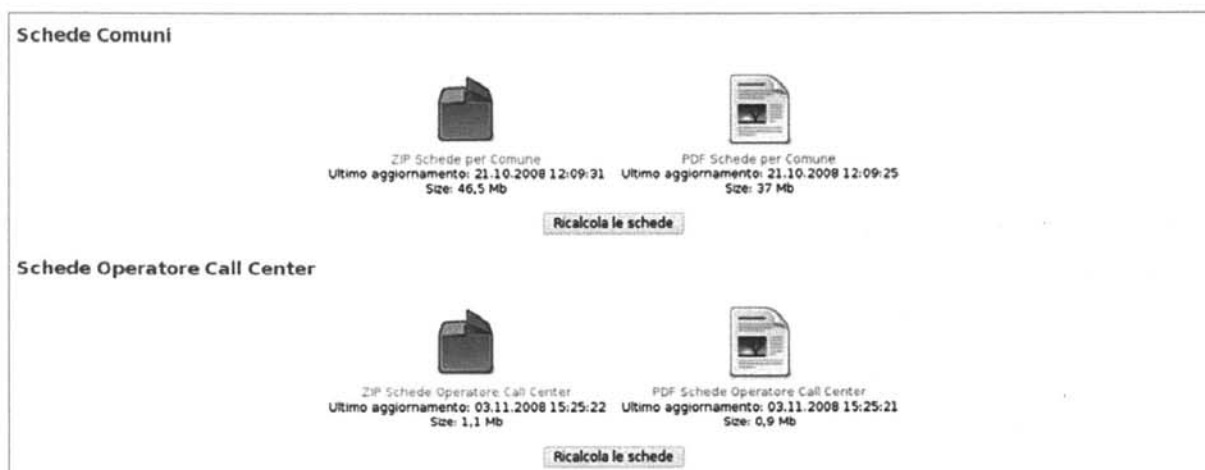 Schede Comuni
ZIP Schede per Comune
Ultimo aggiornamento: 21.10.2008 12:09:31
Size: 46,5 Mb
PDF Schede per Comune
Ultimo aggiornamento: 21.10.2008 12:09:25
Size: 37 Mb
Ricalcola le schede
Schede Operatore Call Center
ZIP Schede Operatore Call Center
Ultimo aggiornamento: 03.11.2008 15:25:22
Size: 1,1 Mb
PDF Schede Operatore Call Center
Ultimo aggiornamento: 03.11.2008 15:25:21
Size: 0,9 Mb
Ricalcola le schede